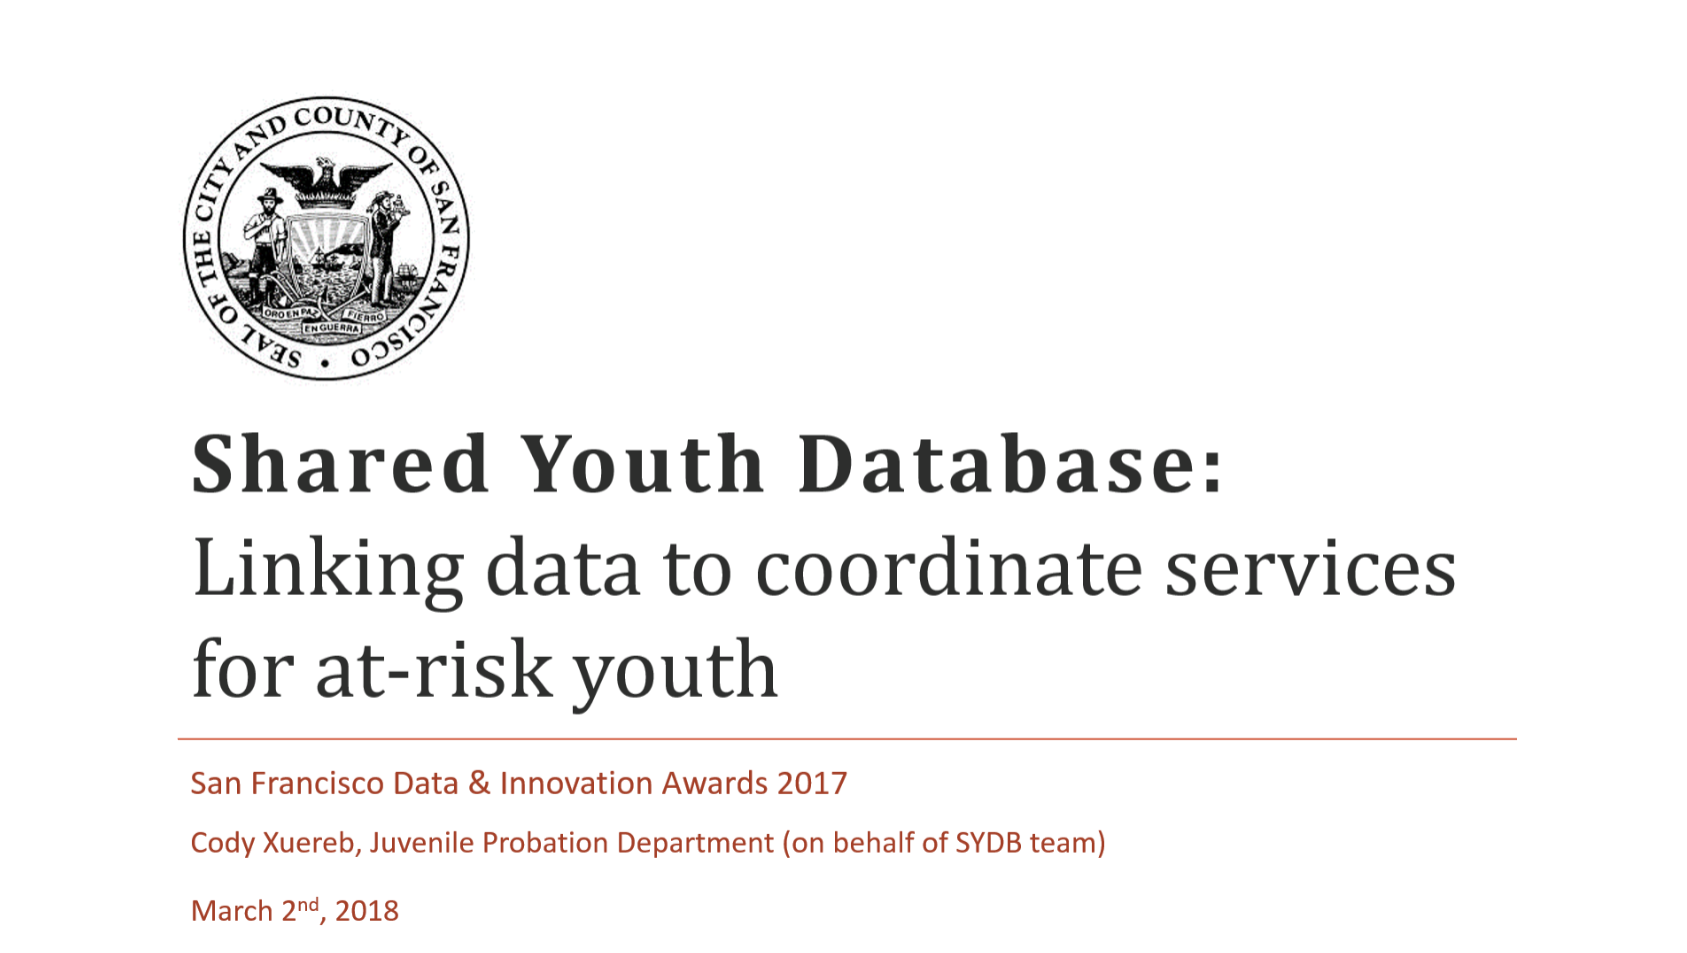 SEAL OF THE CITY AND COUNTY OF SAN FRANCISCO •
ORO EN PAZ
FIERRO
EN GUERRA
Shared Youth Database:
Linking data to coordinate services
for at-risk youth
San Francisco Data & Innovation Awards 2017
Cody Xuereb, Juvenile Probation Department (on behalf of SYDB team)
March 2nd, 2018